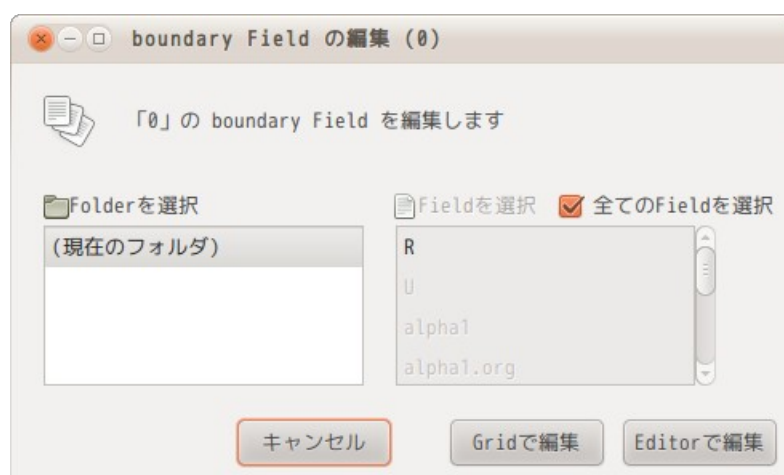 boundary Field の編集 (0)
「0」の boundary Field を編集します
Folderを選択
Fieldを選択 全てのFieldを選択
(現在のフォルダ)
R
U
alpha1
alpha1.org
キャンセル Gridで編集 Editorで編集